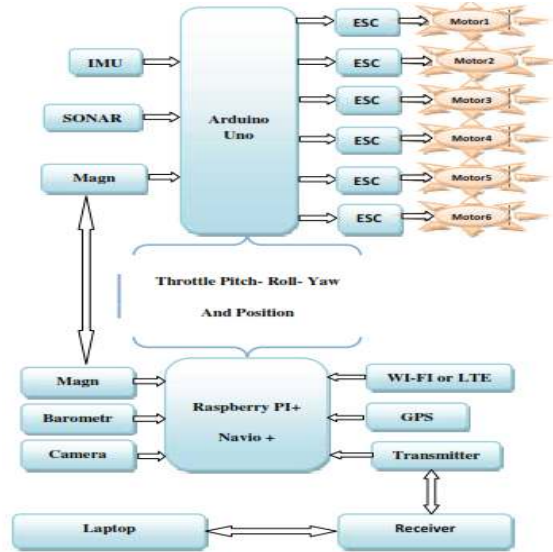 ESC
Motor1
IMU
ESC
Motor2
ESC
Motor3
SONAR
Arduino
Uno
ESC
Motor4
Magn
ESC
Motor5
ESC
Motor6
Throttle Pitch- Roll- Yaw
And Position
Magn
WI-FI or LTE
Raspberry PI+
Navio +
Barometr
GPS
Camera
Transmitter
Laptop
Receiver